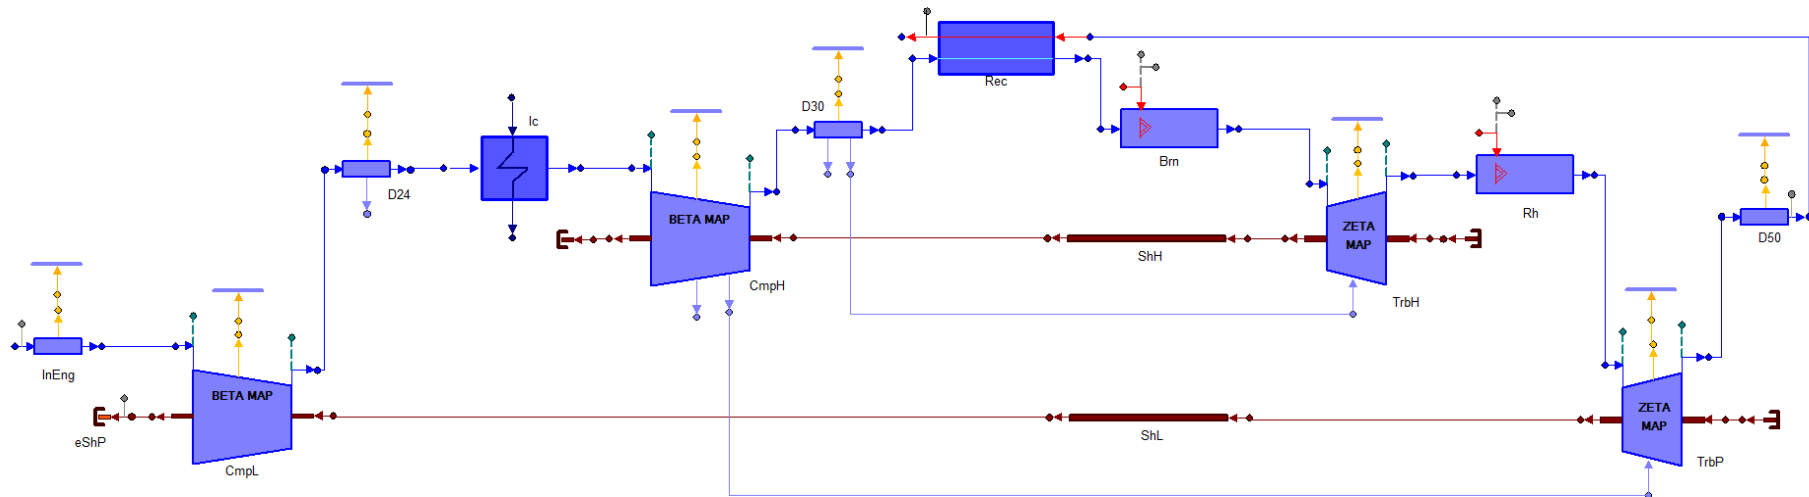 Rec
D30
Ic
Brn
D24
Rh
BETA MAP
ZETA
MAP
D50
ShH
CmpH
TrbH
InEng
BETA MAP
ZETA
MAP
eShP
ShL
CmpL
TrbP